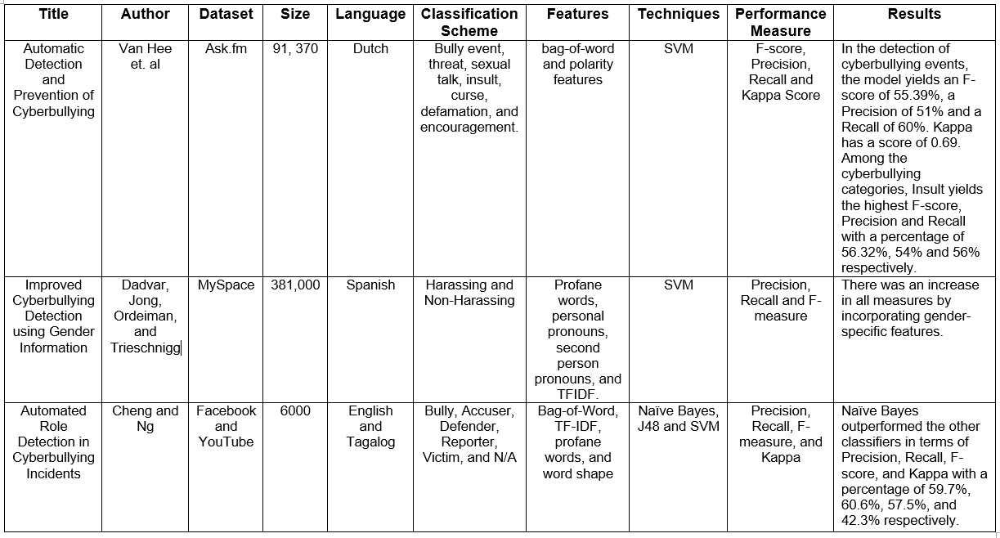 Title
Author
Dataset
Size
Language
Classification
Scheme
Features
Techniques
Performance
Measure
Results
Automatic
Detection
and
Prevention of
Cyberbullying
Van Hee
et. al
Ask.fm
91, 370
Dutch
Bully event,
threat, sexual
talk, insult,
curse,
defamation, and
encouragement.
bag-of-word
and polarity
features
SVM
F-score,
Precision,
Recall and
Kappa Score
In the detection of
cyberbullying events,
the model yields an F-
score of 55.39%, a
Precision of 51% and a
Recall of 60%. Kappa
has a score of 0.69.
Among the
cyberbullying
categories, Insult yields
the highest F-score,
Precision and Recall
with a percentage of
56.32%, 54% and 56%
respectively.
Improved
Cyberbullying
Detection
using Gender
Information
Dadvar,
Jong,
Ordeiman,
and
Trieschnigg
MySpace
381,000
Spanish
Harassing and
Non-Harassing
Profane
words,
personal
pronouns,
second
person
pronouns, and
TFIDF.
SVM
Precision,
Recall and F-
measure
There was an increase
in all measures by
incorporating gender-
specific features.
Automated
Role
Detection in
Cyberbullying
Incidents
Cheng and
Ng
Facebook
and
YouTube
6000
English
and
Tagalog
Bully, Accuser,
Defender,
Reporter,
Victim, and N/A
Bag-of-Word,
TF-IDF,
profane
words, and
word shape
Naïve Bayes,
J48 and SVM
Precision,
Recall, F-
measure, and
Kappa
Naïve Bayes
outperformed the other
classifiers in terms of
Precision, Recall, F-
score, and Kappa with a
percentage of 59.7%,
60.6%, 57.5%, and
42.3% respectively.